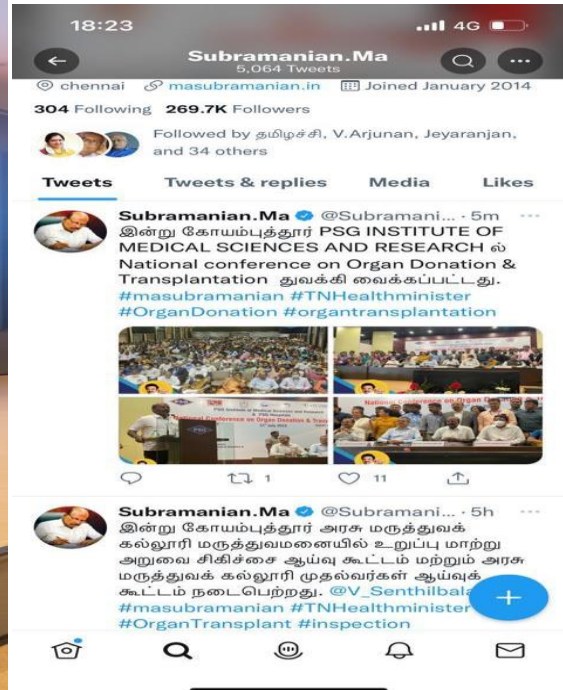 18:23
4G
Subramanian.Ma
5,064 Tweets
chennai masubramanian.in Joined January 2014
304 Following 269.7K Followers
Followed by தமிழச்சி, V.Arjunan, Jeyaranjan,
and 34 others
Tweets Tweets & replies Media Likes
Subramanian.Ma @Subramani... · 5m
இன்று கோயம்புத்தூர் PSG INSTITUTE OF
MEDICAL SCIENCES AND RESEARCH ல்
National conference on Organ Donation &
Transplantation துவக்கி வைக்கப்பட்டது.
#masubramanian #TNHealthminister
#OrganDonation #organtransplantation
National Conference on Organ Donation & Trans
National Conference on Organ D
1 11
Subramanian.Ma @Subramani... · 5h
இன்று கோயம்புத்தூர் அரசு மருத்துவக்
கல்லூரி மருத்துவமனையில் உறுப்பு மாற்று
அறுவை சிகிச்சை ஆய்வு கூட்டம் மற்றும் அரசு
மருத்துவக் கல்லூரி முதல்வர்கள் ஆய்வுக்
கூட்டம் நடைபெற்றது. @V_Senthilbala
#masubramanian #TNHealthminister
#OrganTransplant #inspection